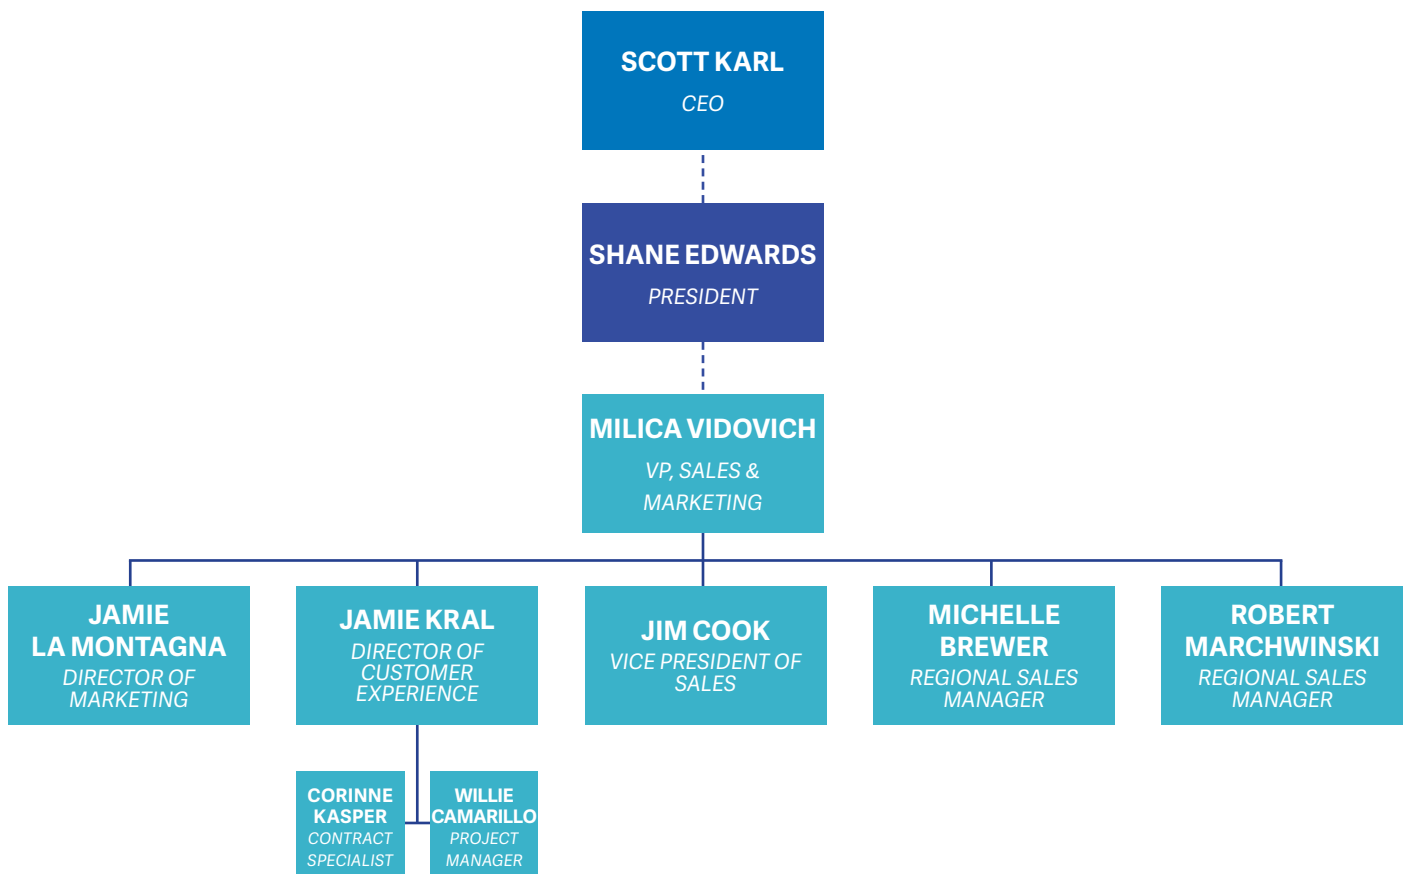 SCOTT KARL
CEO
SHANE EDWARDS
PRESIDENT
MILICA VIDOVICH
VP, SALES &
MARKETING
JAMIE
LA MONTAGNA
DIRECTOR OF
MARKETING
JAMIE KRAL
DIRECTOR OF
CUSTOMER
EXPERIENCE
JIM COOK
VICE PRESIDENT OF
SALES
MICHELLE
BREWER
REGIONAL SALES
MANAGER
ROBERT
MARCHWINSKI
REGIONAL SALES
MANAGER
CORINNE
KASPER
CONTRACT
SPECIALIST
WILLIE
CAMARILLO
PROJECT
MANAGER